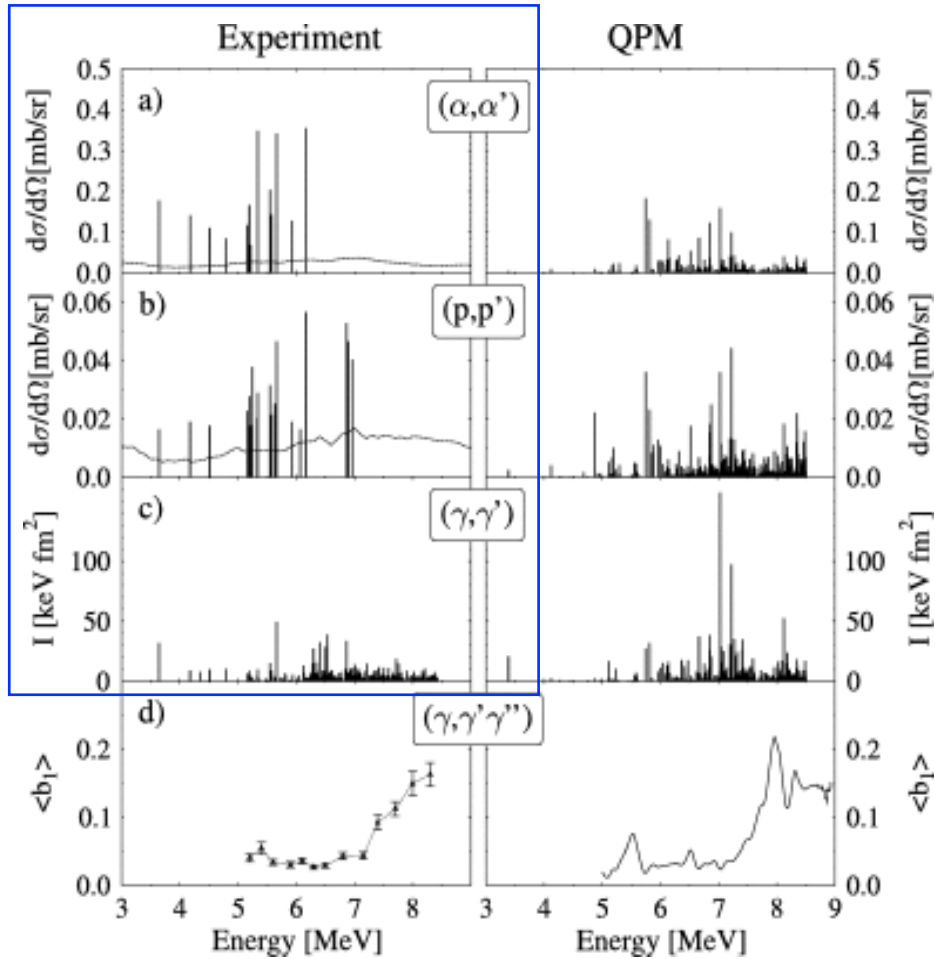 Experiment QPM
a) (α,α') 
0.5 0.5
0.4 0.4
0.3 0.3
0.2 0.2
0.1 0.1
0.0 0.0
dσ/dΩ[mb/sr] dσ/dΩ[mb/sr]
b) (p,p')
0.06 0.06
0.04 0.04
0.02 0.02
0.00 0.00
dσ/dΩ[mb/sr] dσ/dΩ[mb/sr]
c) (γ,γ')
100 100
50 50
0 0
I [keV fm²] I [keV fm²]
d) (γ,γ'γ'')
0.2 0.2
0.1 0.1
0.0 0.0
<b₁> <b₁>
3 4 5 6 7 8 3 4 5 6 7 8 9
Energy [MeV] Energy [MeV]